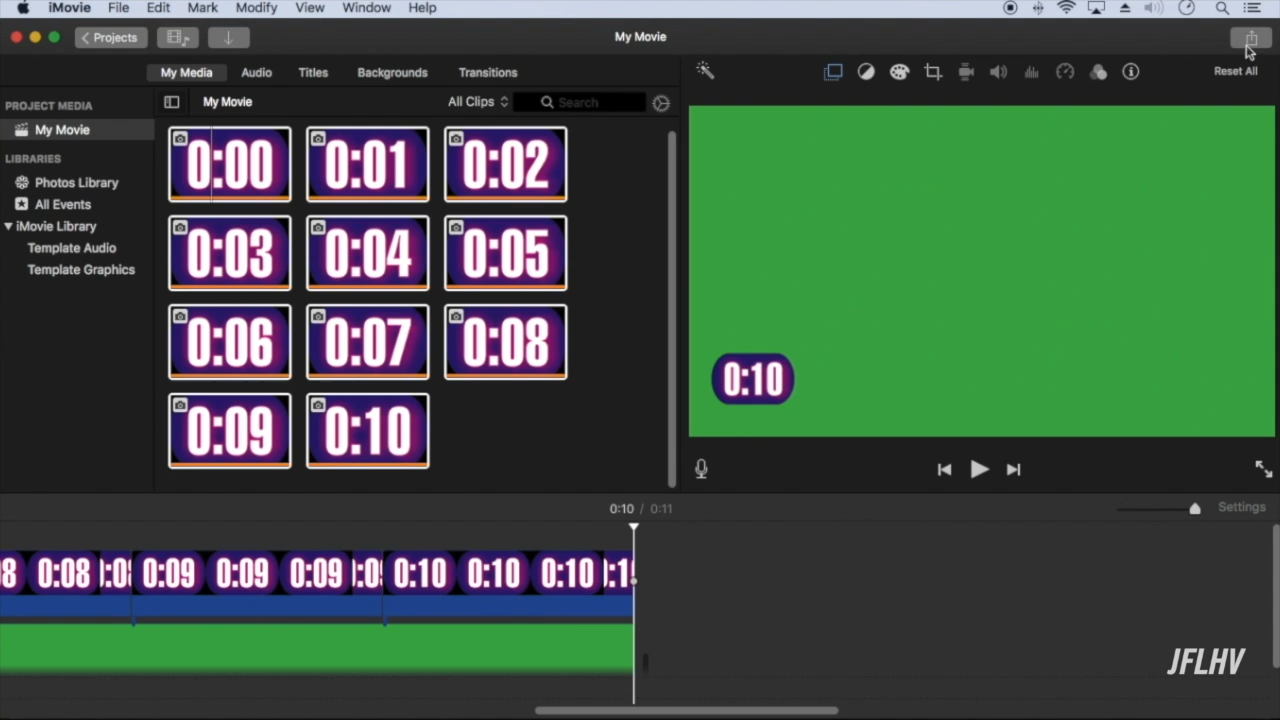 iMovie File Edit Mark Modify View Window Help
Projects
My Movie
My Media Audio Titles Backgrounds Transitions
Reset All
PROJECT MEDIA
My Movie
All Clips
Search
My Movie
LIBRARIES
Photos Library
All Events
iMovie Library
Template Audio
Template Graphics
0:00 0:01 0:02
0:03 0:04 0:05
0:06 0:07 0:08
0:09 0:10
0:10
0:10 / 0:11
Settings
0:08 0:09 0:09 0:09 0:10 0:10 0:10
JFLHV